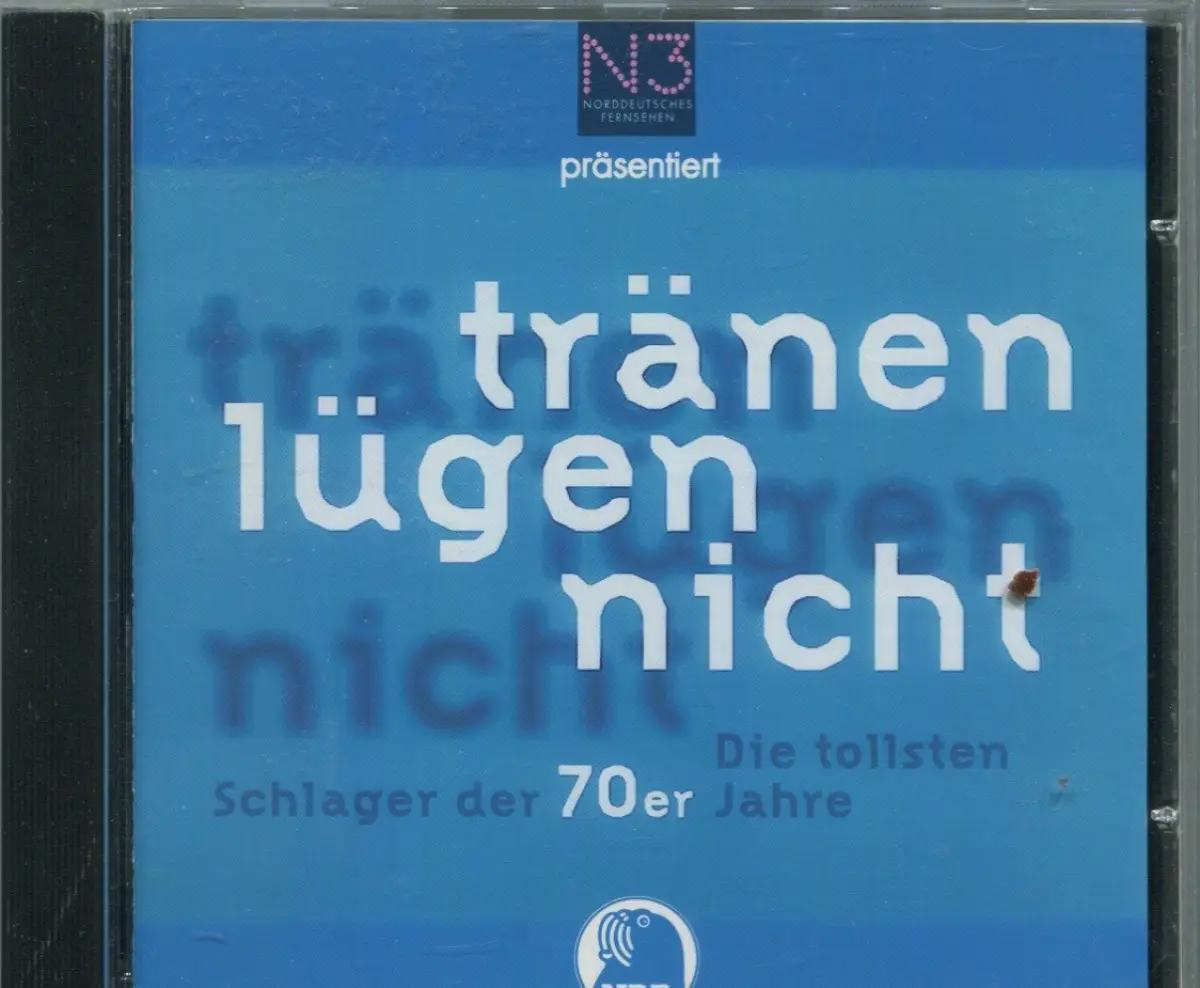 N3
NORDDEUTSCHES
FERNSEHEN
präsentiert
tränen
lügen
nicht
Die tollsten
Schlager der 70er Jahre